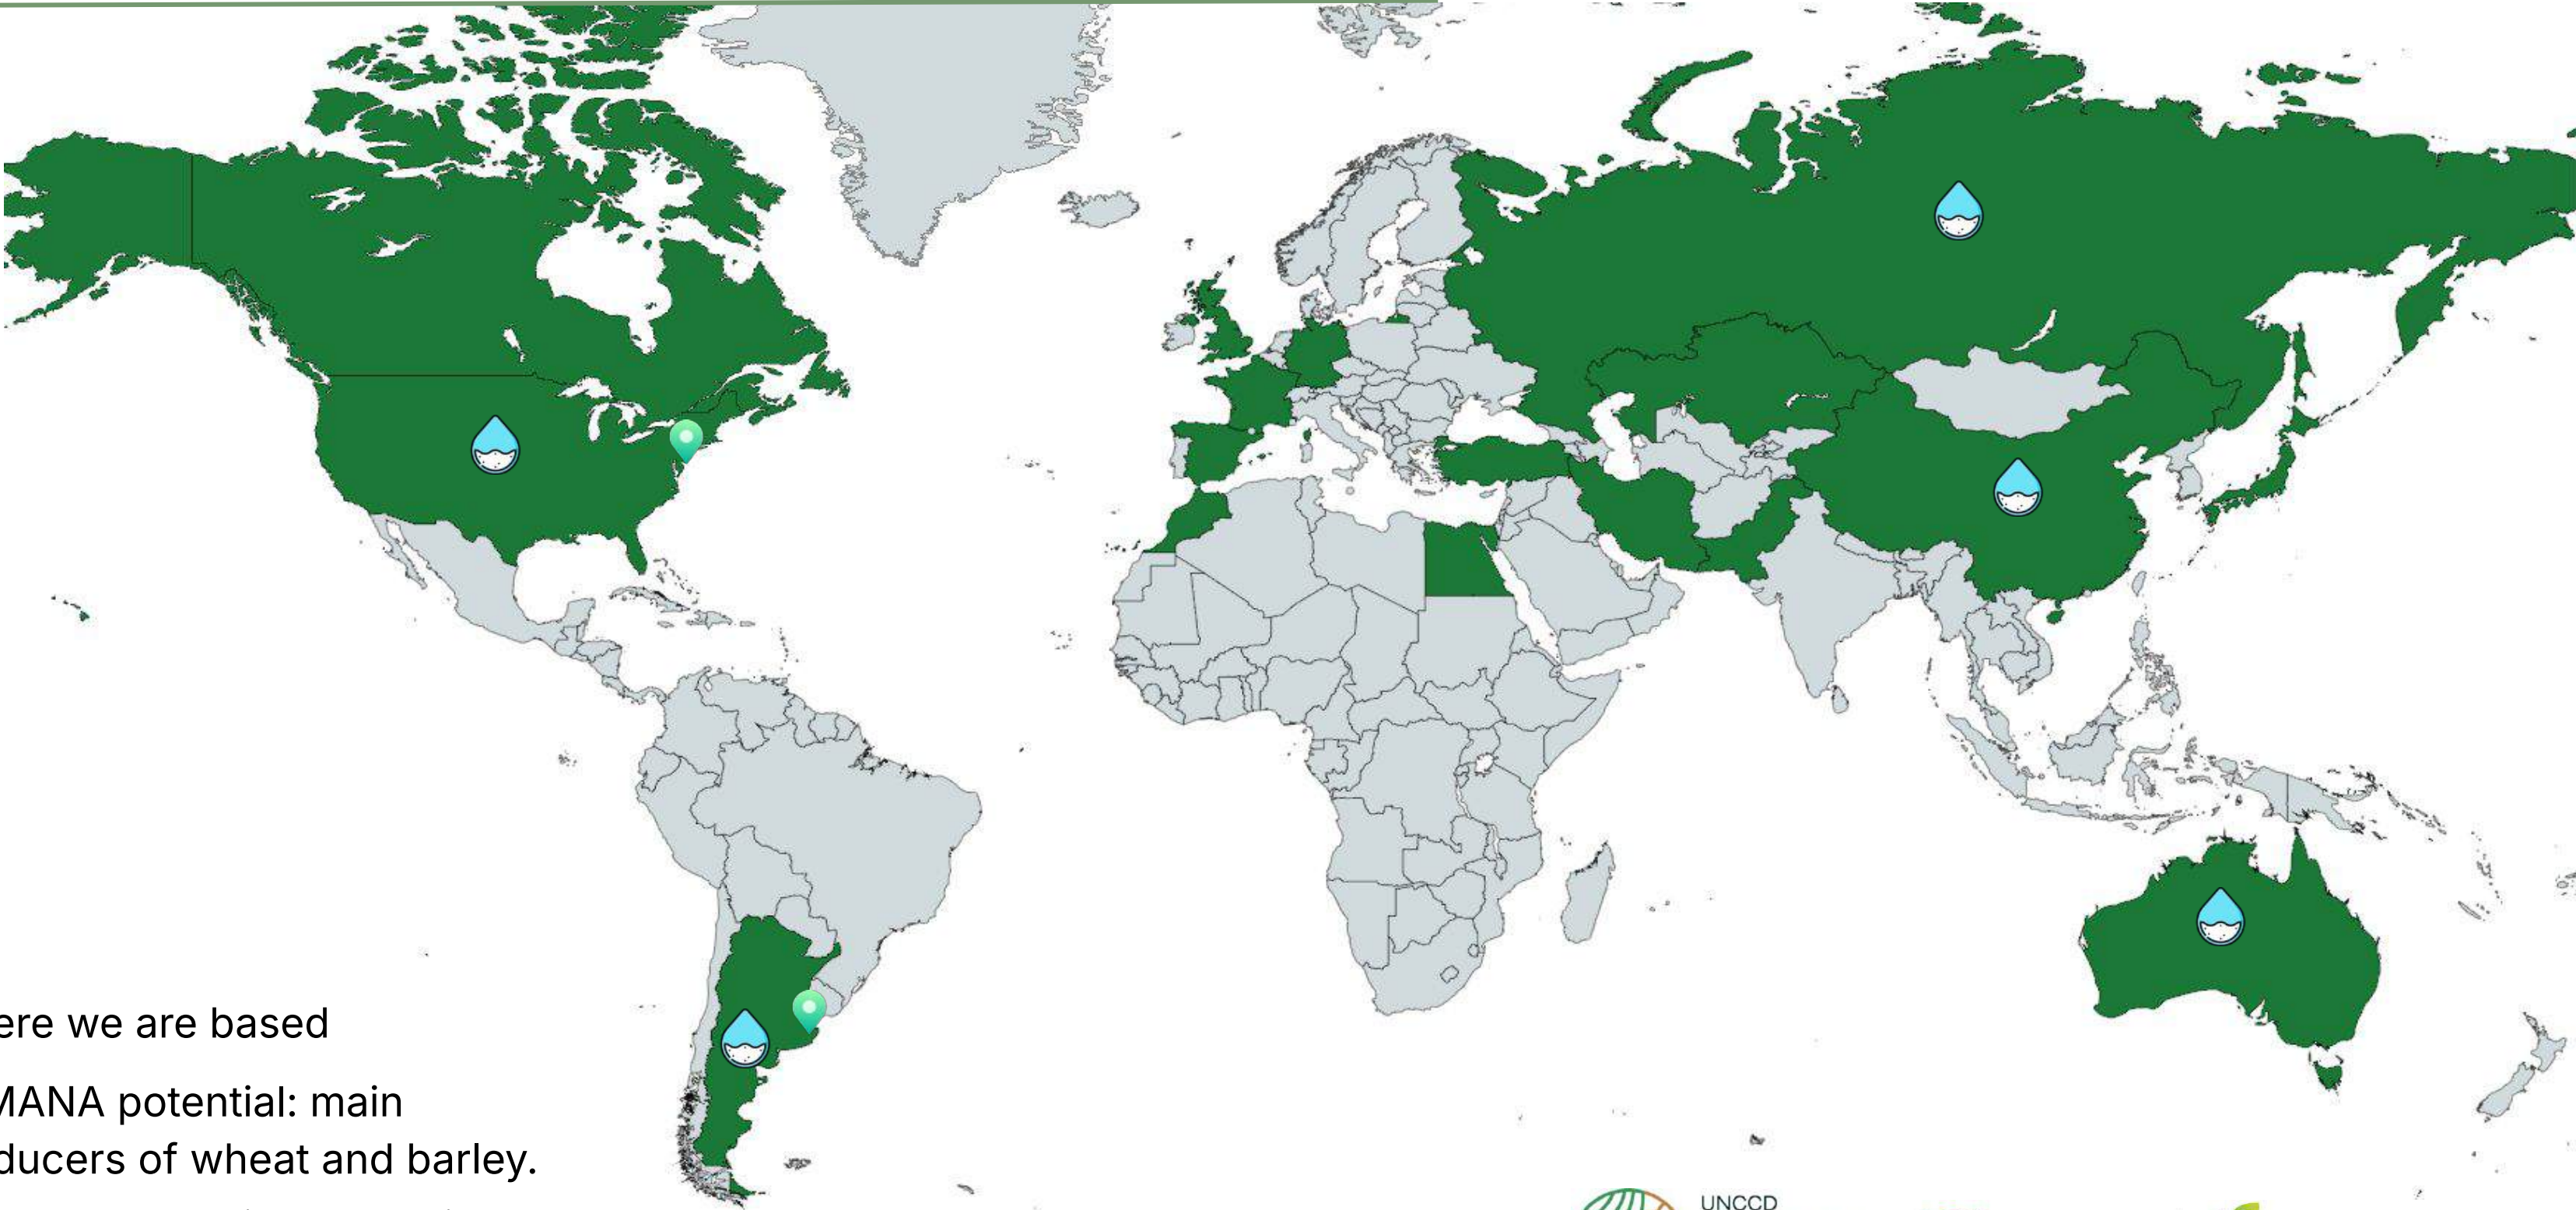 ere we are based
MANA potential: main
ducers of wheat and barley.
UNCCD